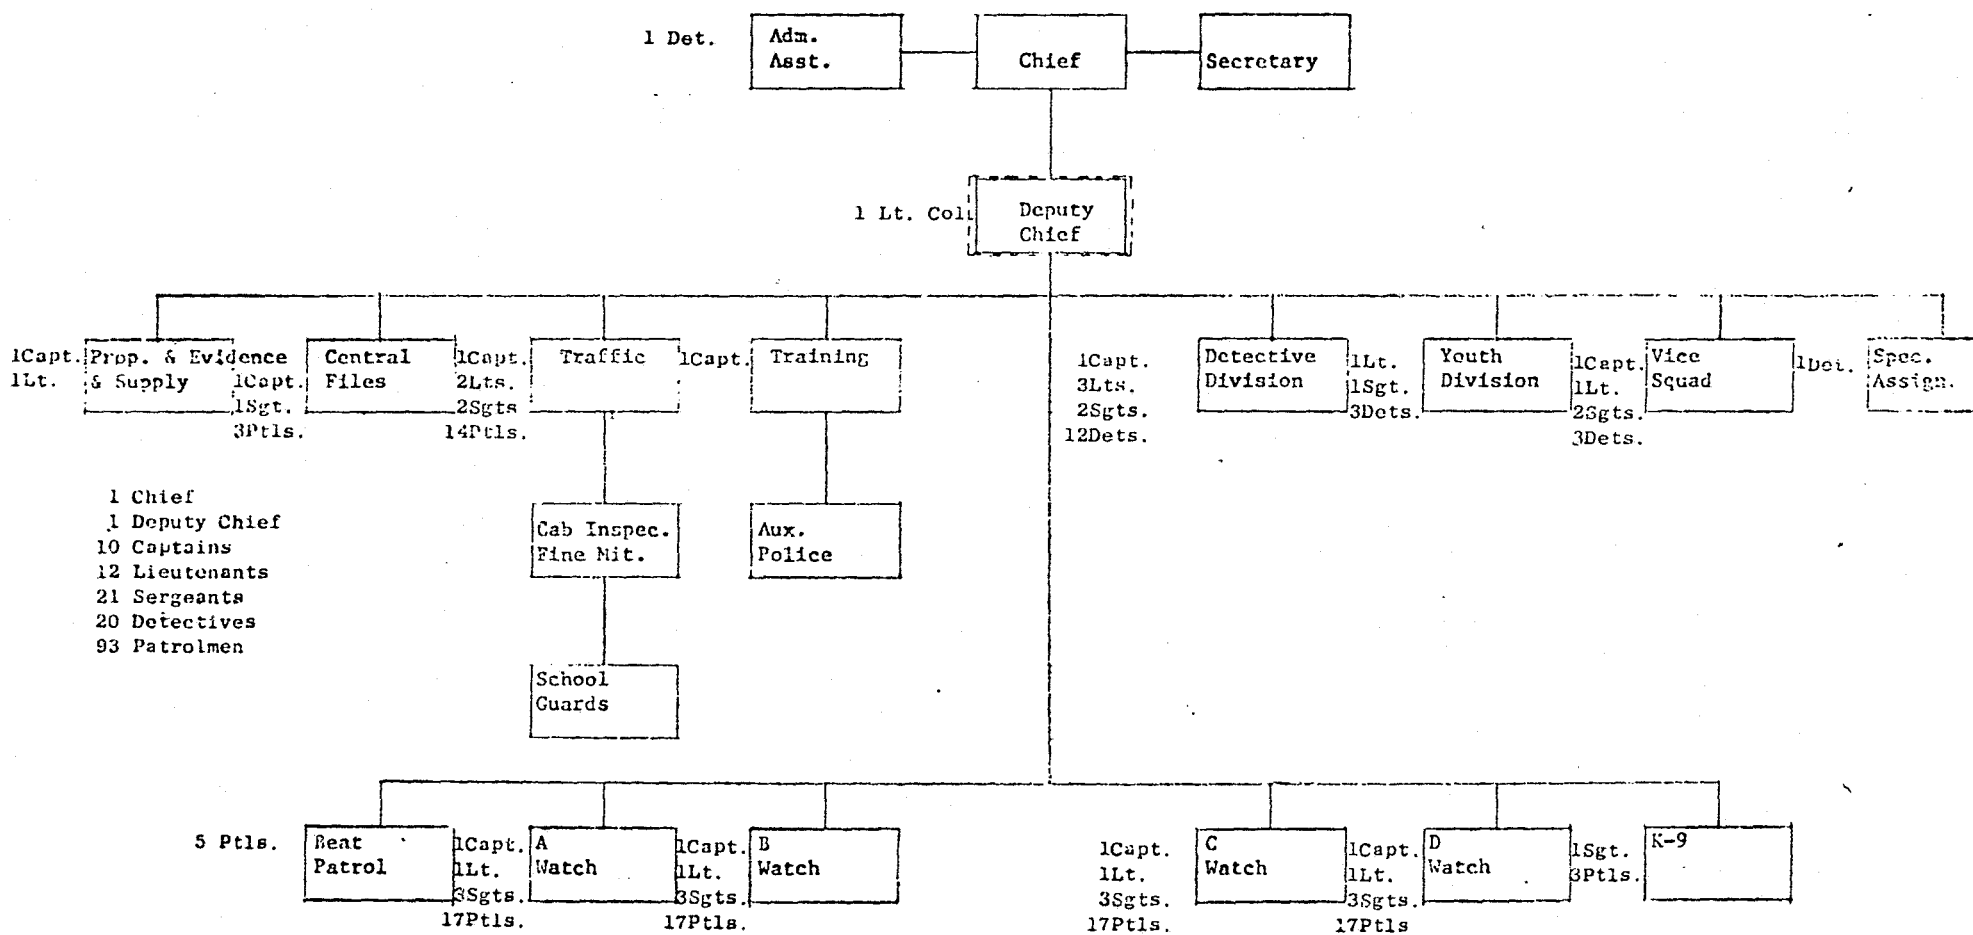 1 Det.
Adm.
Asst.
Chief
Secretary
1 Lt. Col.
Deputy
Chief
1Capt.
1Lt.
Prop. & Evidence
& Supply
1Capt.
1Sgt.
3Ptls.
Central
Files
1Capt.
2Lts.
2Sgts
14Ptls.
Traffic
1Capt.
Training
1Capt.
3Lts.
2Sgts.
12Dets.
Detective
Division
1Lt.
1Sgt.
3Dets.
Youth
Division
1Capt.
1Lt.
2Sgts.
3Dets.
Vice
Squad
1Det.
Spec.
Assign.
1 Chief
1 Deputy Chief
10 Captains
12 Lieutenants
21 Sergeants
20 Detectives
93 Patrolmen
Cab Inspec.
Fine Mit.
Aux.
Police
School
Guards
5 Ptls.
Beat
Patrol
1Capt.
1Lt.
3Sgts.
17Ptls.
A
Watch
1Capt.
1Lt.
3Sgts.
17Ptls.
B
Watch
1Capt.
1Lt.
3Sgts.
17Ptls.
C
Watch
1Capt.
1Lt.
3Sgts.
17Ptls
D
Watch
1Sgt.
3Ptls.
K-9